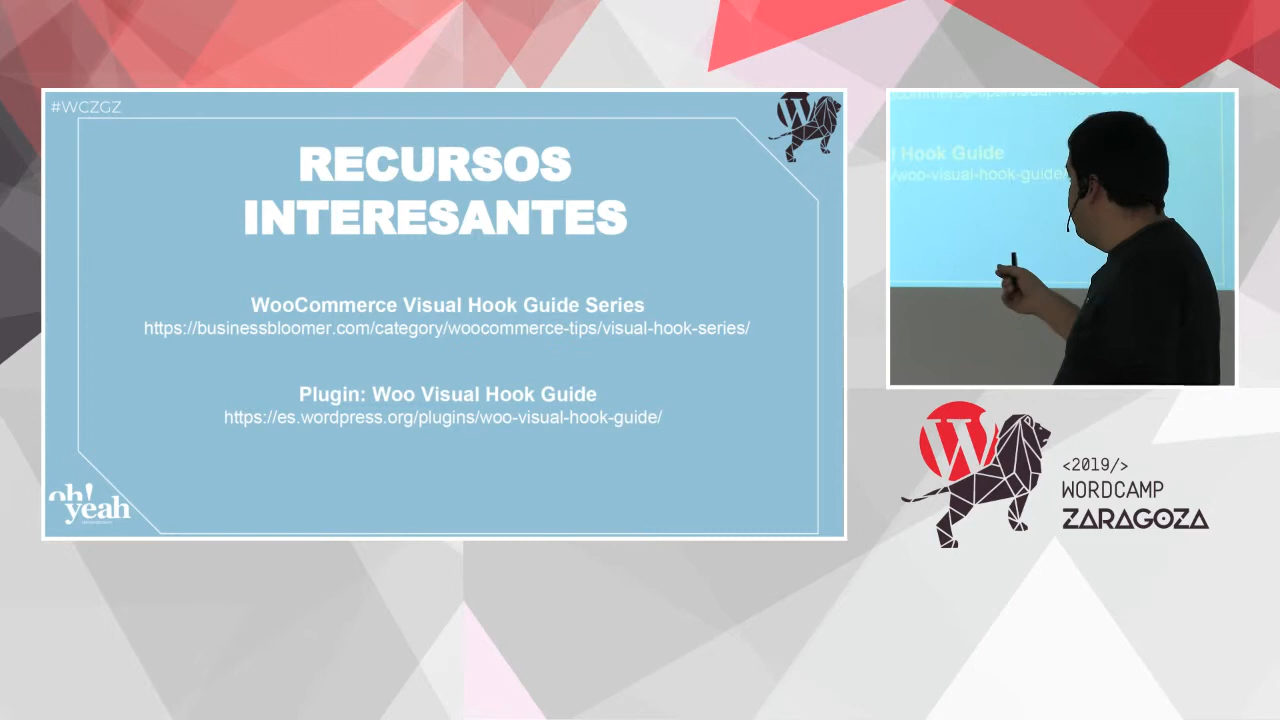 #WCZGZ
RECURSOS
INTERESANTES
WooCommerce Visual Hook Guide Series
https://businessbloomer.com/category/woocommerce-tips/visual-hook-series/
Plugin: Woo Visual Hook Guide
https://es.wordpress.org/plugins/woo-visual-hook-guide/
oh!
yeah
l Hook Guide
/woo-visual-hook-guide
<2019/>
WORDCAMP
ZARAGOZA